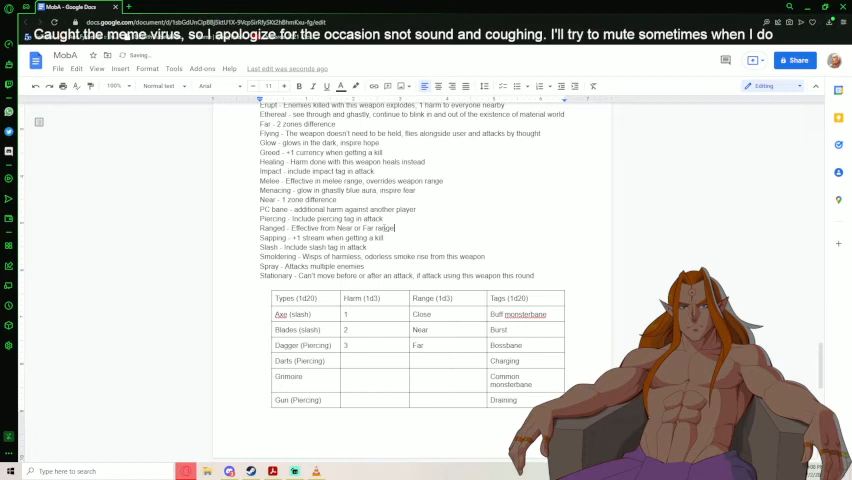 MobA
docs.google.com/document/d/1sbGdUnCipBBj5ktU1X-9VcpSirRfySKt2hBhmKxu-fg/edit
Caught the meme virus, so I apologize for the occasion snot sound and coughing. I'll try to mute sometimes when I do
MobA
Saving...
File Edit View Insert Format Tools Extensions Help Last edit was seconds ago
Share
100% Normal text Arial 11
Editing
Erupt - Enemies killed with this weapon explodes, 1 harm to everyone nearby
Ethereal - see through and ghastly, continue to blink in and out of the existence of material world
Far - 2 zones difference
Flying - The weapon doesn't need to be held, flies alongside user and attacks by thought
Glow - glows in the dark, inspire hope
Greed - +1 currency when getting a kill
Healing - Harm done with this weapon heals instead
Impact - include impact tag in attack
Melee - Effective in melee range, overrides weapon range
Menacing - glow in ghastly blue aura, inspire fear
Near - 1 zone difference
PC bane - additional harm against another player
Piercing - Include piercing tag in attack
Ranged - Effective from Near or Far range
Sapping - +1 stream when getting a kill
Slash - Include slash tag in attack
Smoldering - Wisps of harmless, odorless smoke rise from this weapon
Spray - Attacks multiple enemies
Stationary - Can't move before or after an attack, if attack using this weapon this round
Types (1d20) Harm (1d3) Range (1d3) Tags (1d20)
Axe (slash) 1 Close Buff monsterbane
Blades (slash) 2 Near Burst
Dagger (Piercing) 3 Far Bossbane
Darts (Piercing) Charging
Grimoire Common
monsterbane
Gun (Piercing) Draining
Type here to search